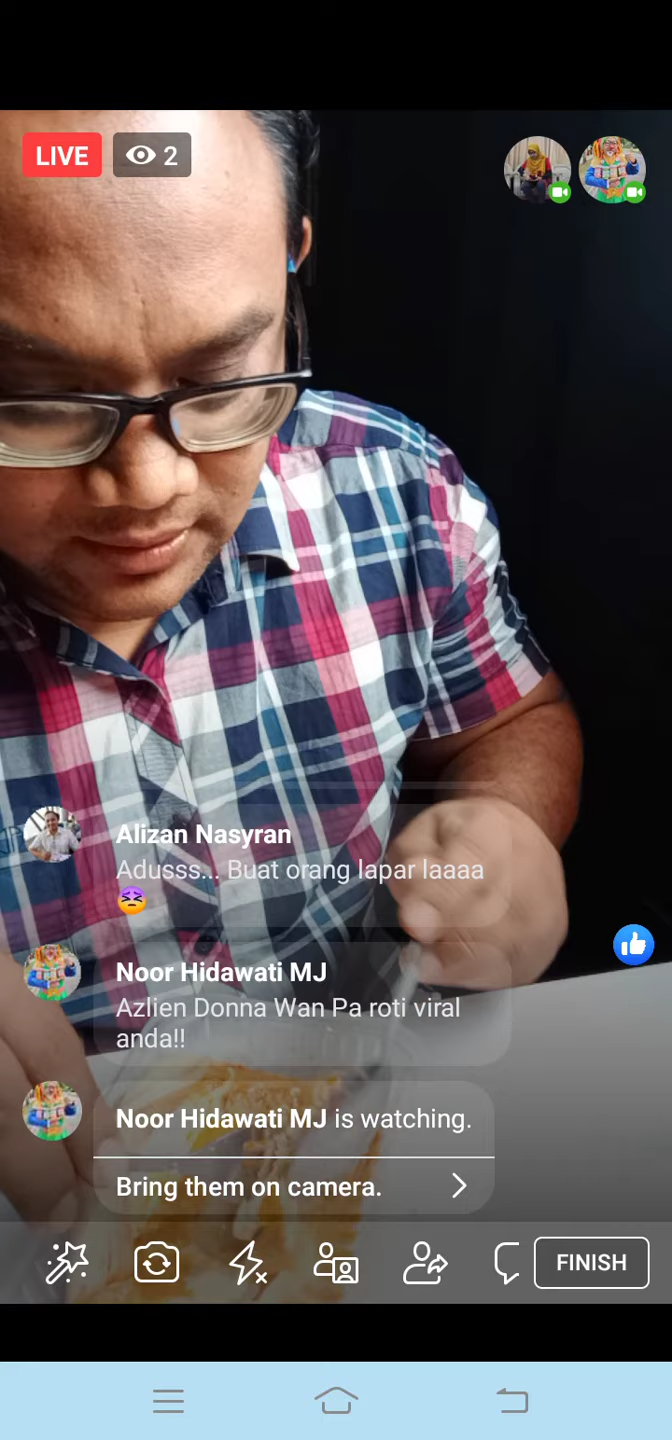 LIVE
2
Alizan Nasyran
Adusss... Buat orang lapar laaaa
😣
Noor Hidawati MJ
Azlien Donna Wan Pa roti viral
anda!!
Noor Hidawati MJ is watching.
Bring them on camera.
FINISH